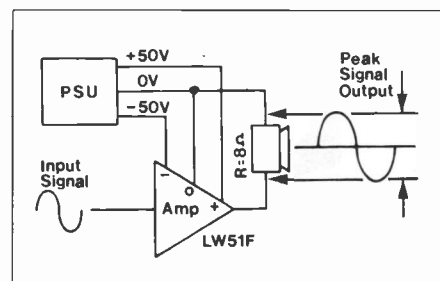 +50V
0V
-50V
PSU
Peak
Signal
Output
R=8Ω
Input
Signal
-
o
+
Amp
LW51F